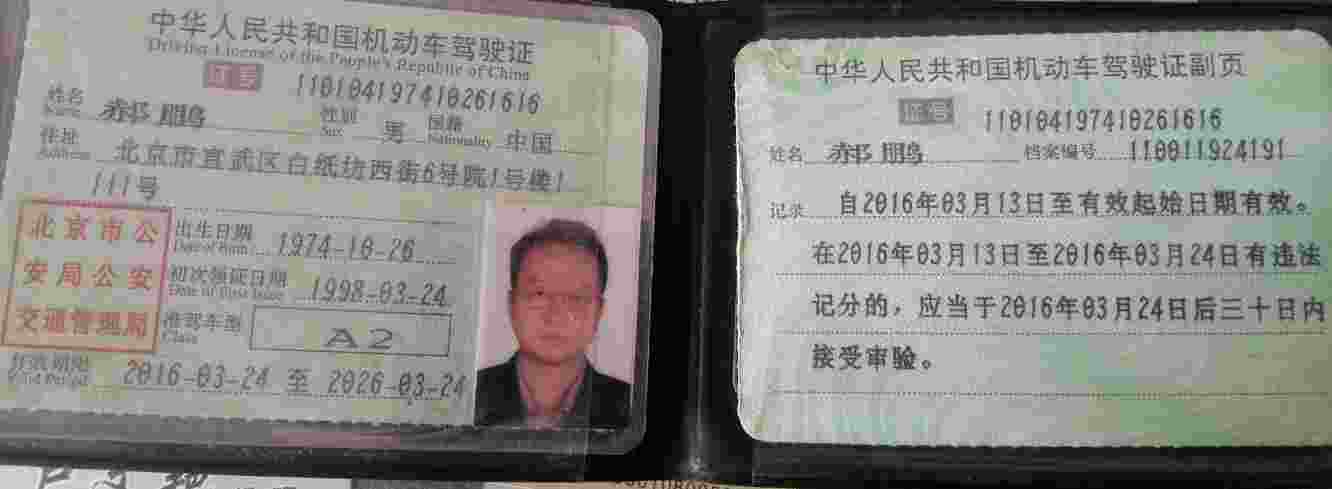 中华人民共和国机动车驾驶证
Driving License of the People's Republic of China
证号 110104197410261616
姓名 Name 郝鹏 性别 Sex 男 国籍 Nationality 中国
住址 Address 北京市宣武区白纸坊西街6号院1号楼1
111号
北京市公
安局公安
交通管理局
出生日期 Date of Birth 1974-10-26
初次领证日期 Date of First Issue 1998-03-24
准驾车型 Class A2
有效期限 Valid Period 2016-03-24 至 2026-03-24
中华人民共和国机动车驾驶证副页
证号 110104197410261616
姓名 郝鹏 档案编号 110011924191
记录 自2016年03月13日至有效起始日期有效。
在2016年03月13日至2016年03月24日有违法
记分的，应当于2016年03月24日后三十日内
接受审验。